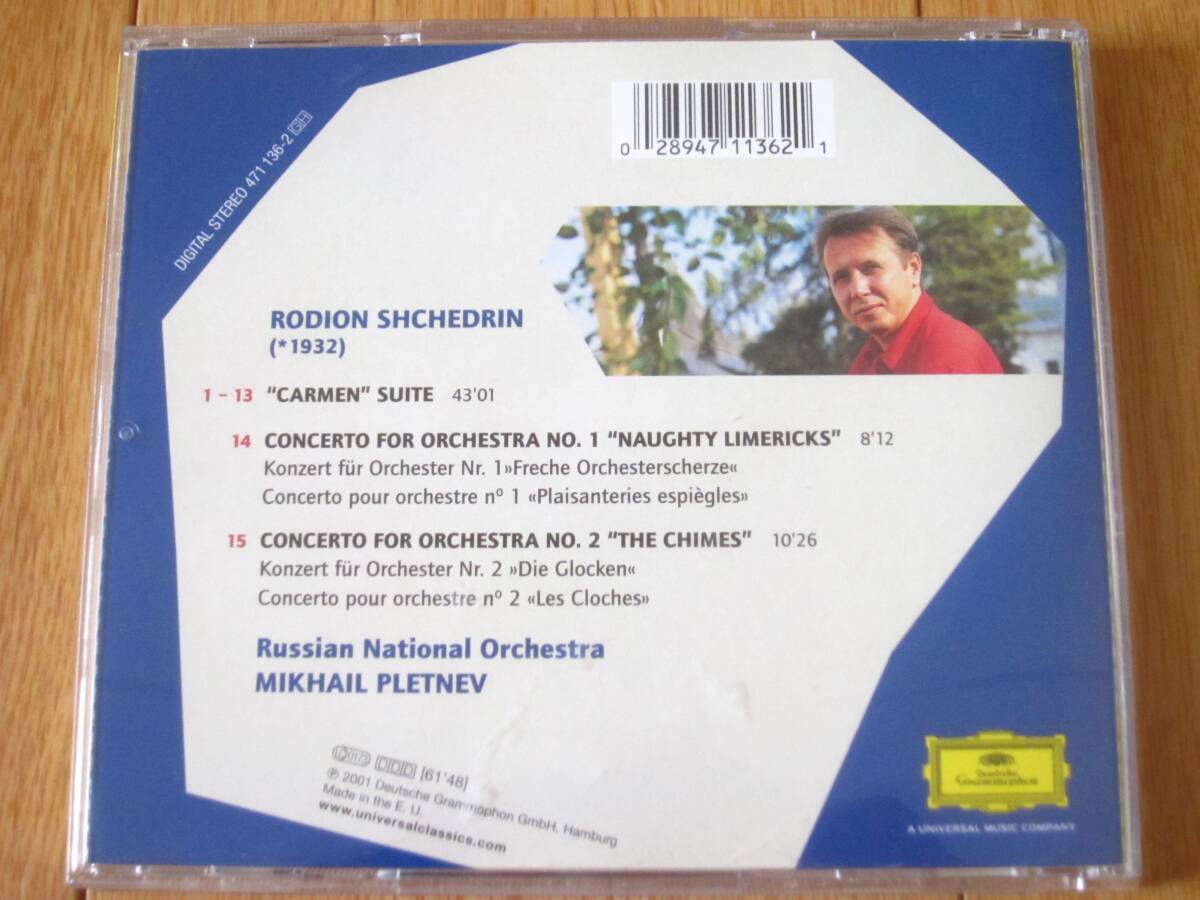 DIGITAL STEREO 471 136-2 GH
0 28947 11362 1
RODION SHCHEDRIN
(*1932)
1 – 13 “CARMEN” SUITE 43'01
14 CONCERTO FOR ORCHESTRA NO. 1 “NAUGHTY LIMERICKS” 8'12
Konzert für Orchester Nr. 1»Freche Orchesterscherze«
Concerto pour orchestre nº 1 «Plaisanteries espiègles»
15 CONCERTO FOR ORCHESTRA NO. 2 “THE CHIMES” 10'26
Konzert für Orchester Nr. 2 »Die Glocken«
Concerto pour orchestre nº 2 «Les Cloches»
Russian National Orchestra
MIKHAIL PLETNEV
DDD [61'48]
℗ 2001 Deutsche Grammophon GmbH, Hamburg
Made in the E. U.
www.universalclassics.com
Deutsche
Grammophon
A UNIVERSAL MUSIC COMPANY